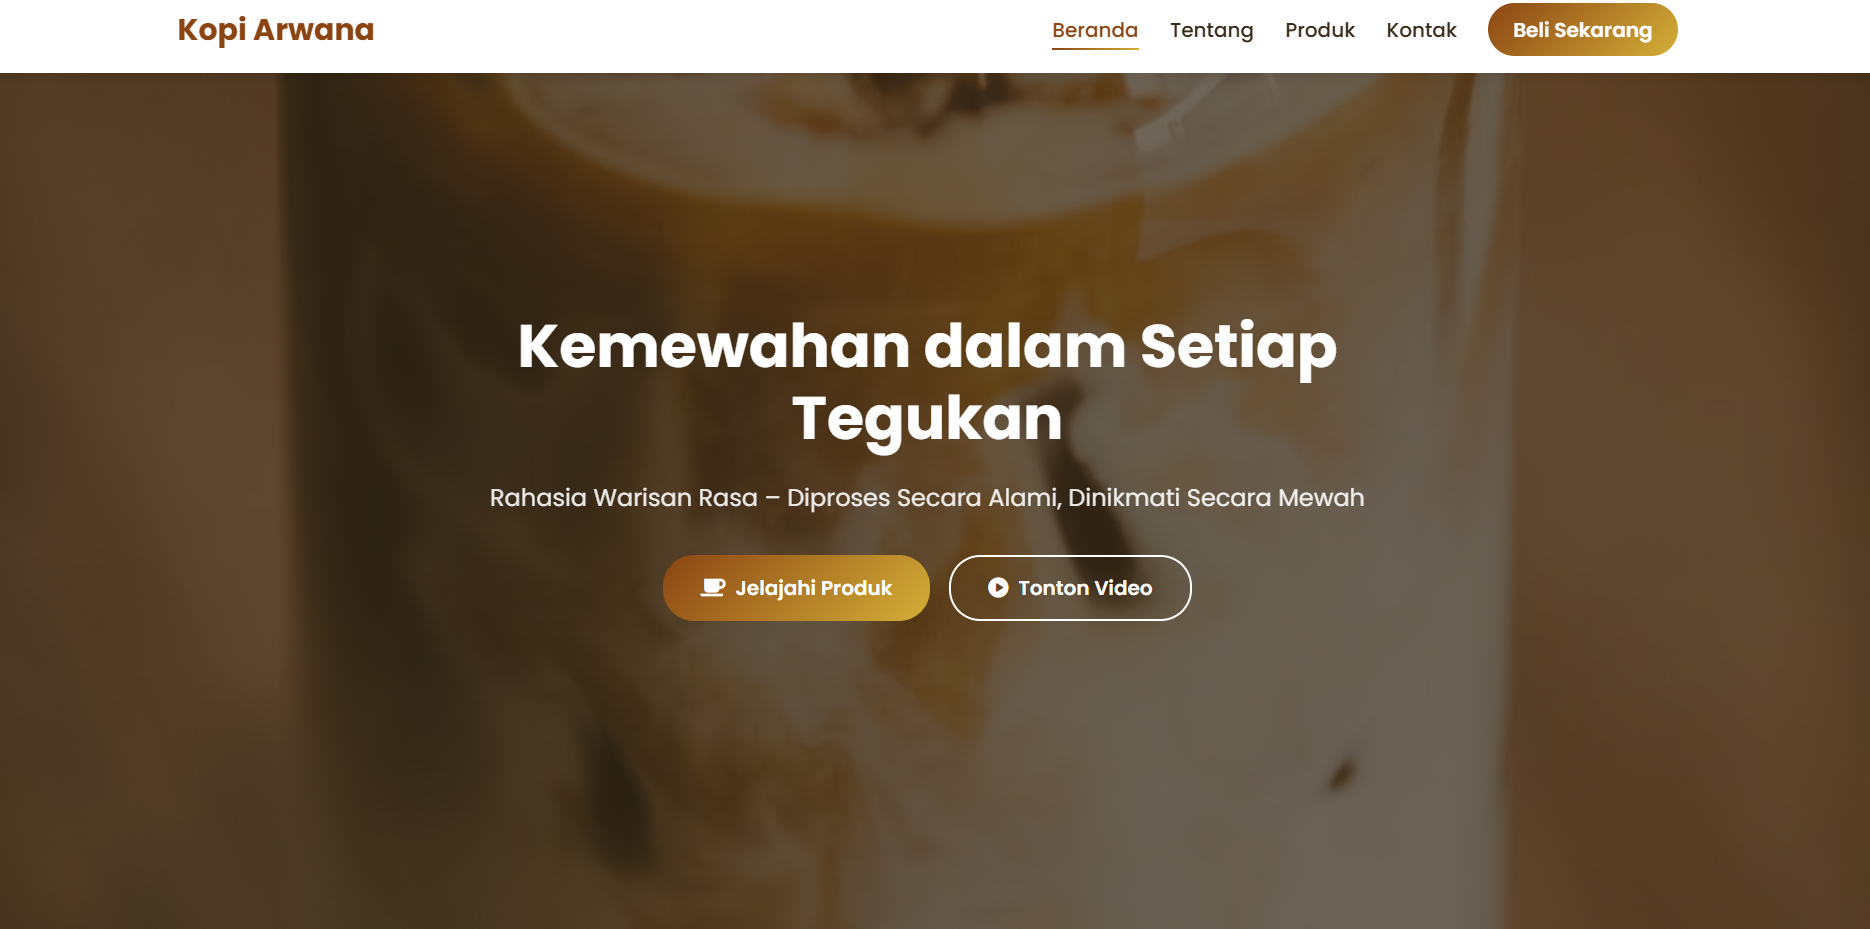 Kopi Arwana
Beranda
Tentang
Produk
Kontak
Beli Sekarang
Kemewahan dalam Setiap
Tegukan
Rahasia Warisan Rasa – Diproses Secara Alami, Dinikmati Secara Mewah
Jelajahi Produk
Tonton Video